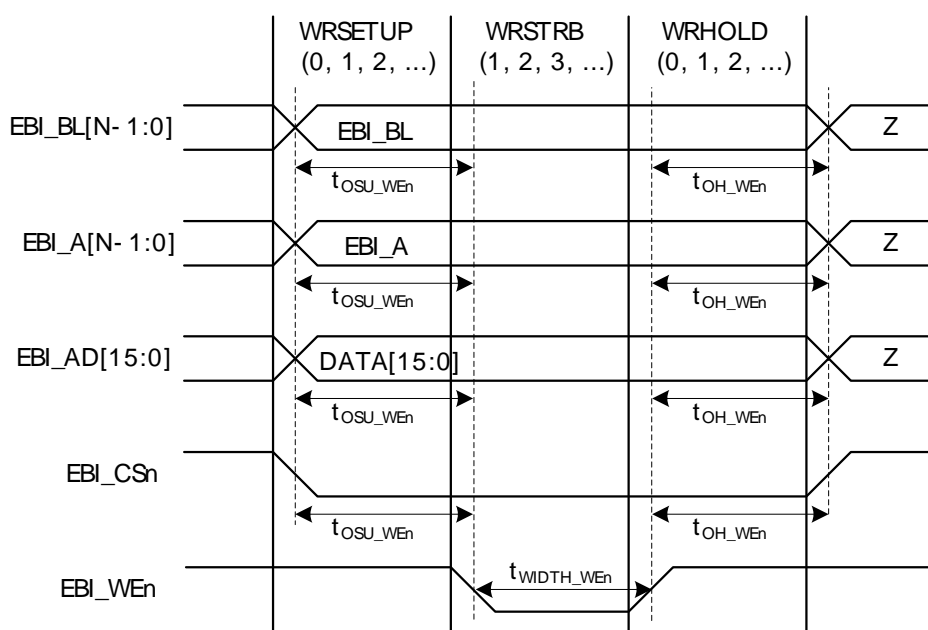 WRSETUP WRSTRB WRHOLD
(0, 1, 2, ...) (1, 2, 3, ...) (0, 1, 2, ...)
EBI_BL[N-1:0] EBI_BL Z
tOSU_WEn tOH_WEn
EBI_A[N-1:0] EBI_A Z
tOSU_WEn tOH_WEn
EBI_AD[15:0] DATA[15:0] Z
tOSU_WEn tOH_WEn
EBI_CSn
tOSU_WEn tOH_WEn
EBI_WEn tWIDTH_WEn